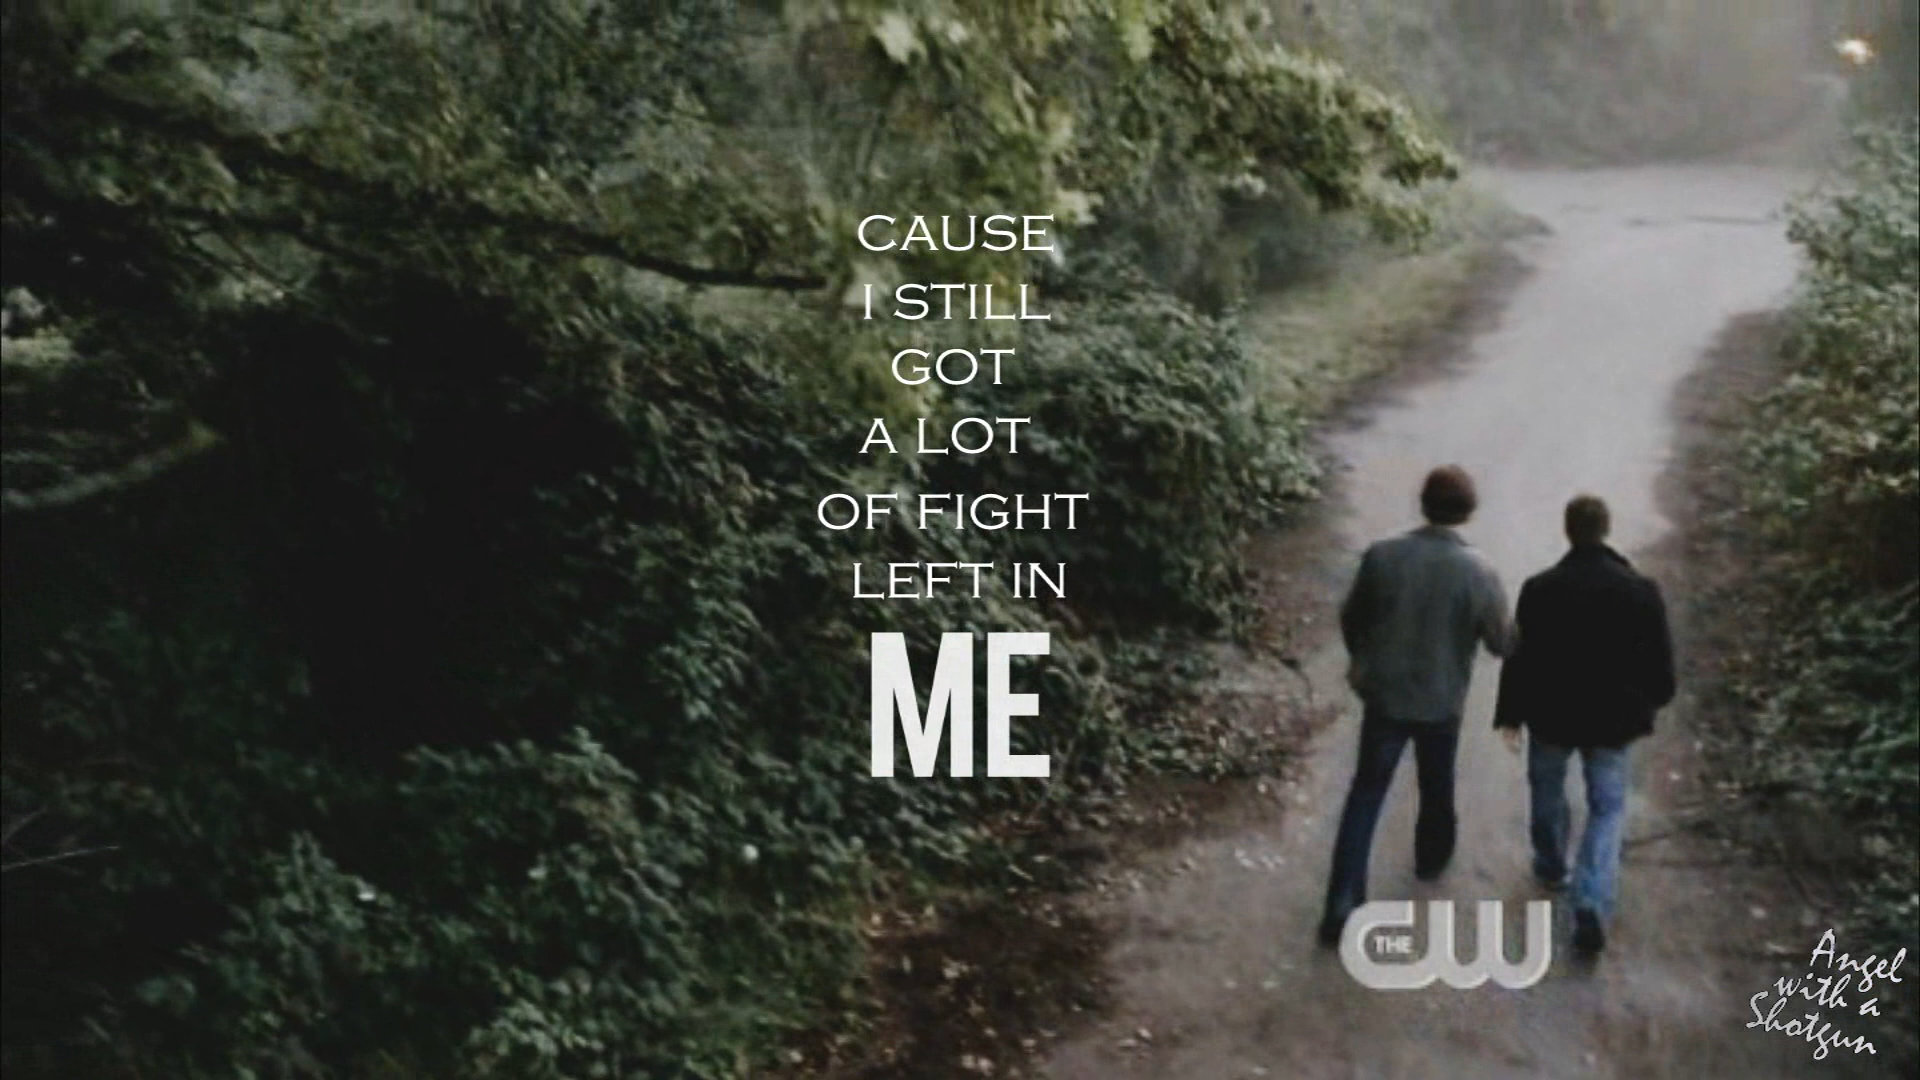 CAUSE
I STILL
GOT
A LOT
OF FIGHT
LEFT IN
ME
THE CW
Angel
with a
Shotgun